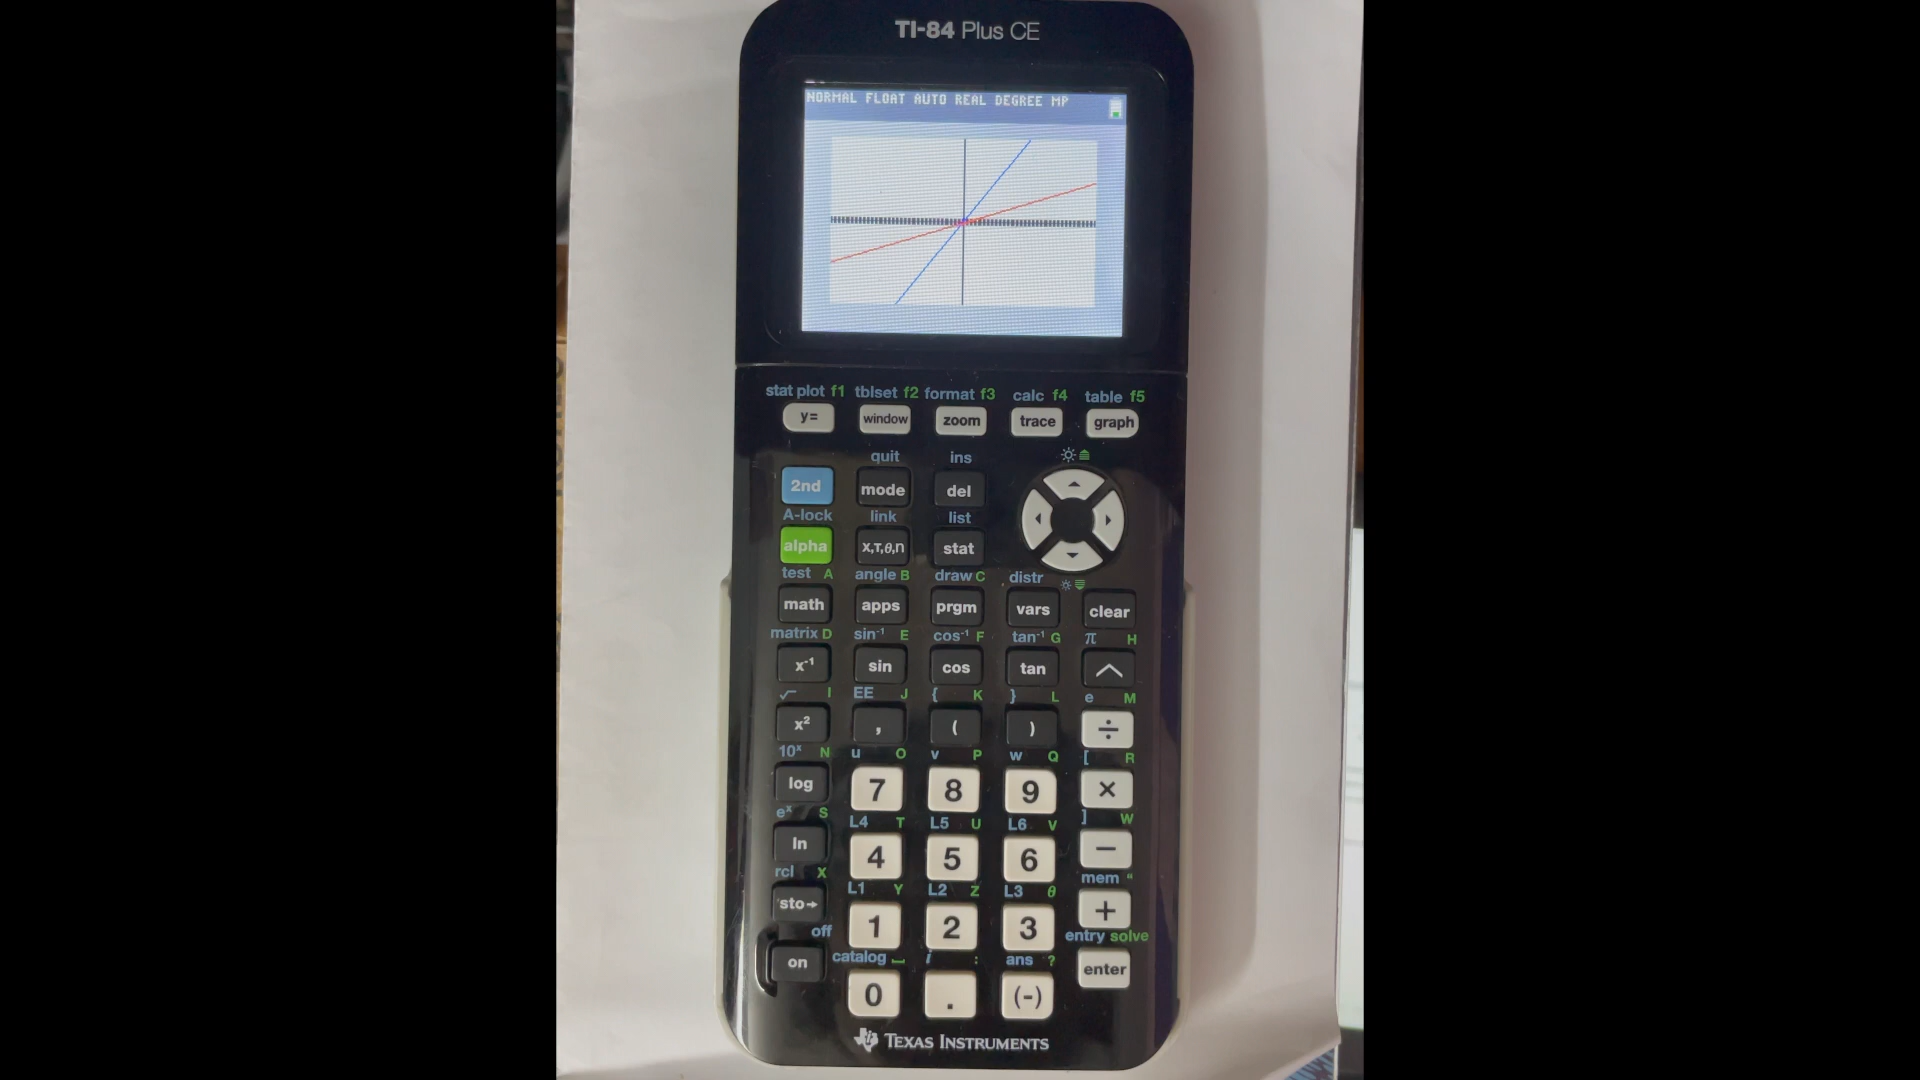 TI-84 Plus CE
NORMAL FLOAT AUTO REAL DEGREE MP
stat plot f1 tblset f2 format f3 calc f4 table f5
y= window zoom trace graph
quit ins
2nd mode del
A-lock link list
alpha X,T,θ,n stat
test A angle B draw C distr
math apps prgm vars clear
matrix D sin⁻¹ E cos⁻¹ F tan⁻¹ G π H
x⁻¹ sin cos tan ^
√ I EE J { K } L e M
x² , ( ) ÷
10ˣ N u O v P w Q [ R
log 7 8 9 ×
eˣ S L4 T L5 U L6 V ] W
ln 4 5 6 −
rcl X L1 Y L2 Z L3 θ mem "
sto→ 1 2 3 +
off catalog ⎵ i : ans ? entry solve
on 0 . (-) enter
TEXAS INSTRUMENTS